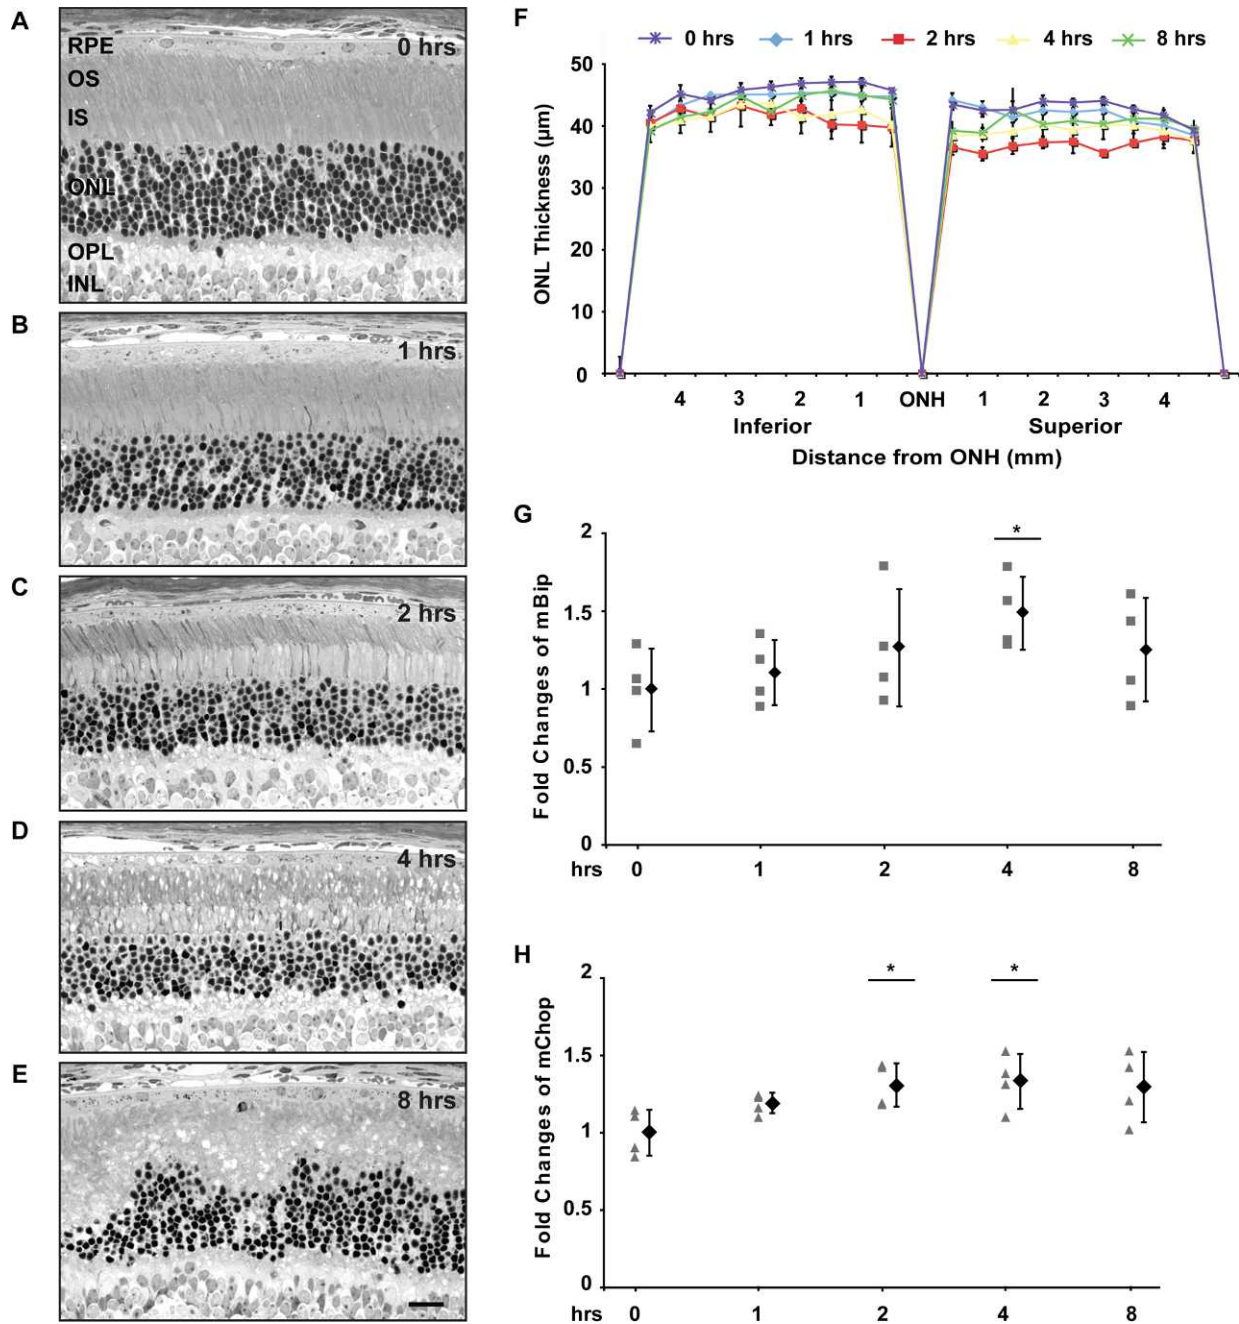 A
RPE
0 hrs
OS
IS
ONL
OPL
INL
B
1 hrs
C
2 hrs
D
4 hrs
E
8 hrs
F
0 hrs 1 hrs 2 hrs 4 hrs 8 hrs
ONL Thickness (µm)
50
40
30
20
10
0
4 3 2 1 ONH 1 2 3 4
Inferior Superior
Distance from ONH (mm)
G
Fold Changes of mBip
2
*
1.5
1
0.5
0
hrs 0 1 2 4 8
H
Fold Changes of mChop
* *
2
1.5
1
0.5
0
hrs 0 1 2 4 8